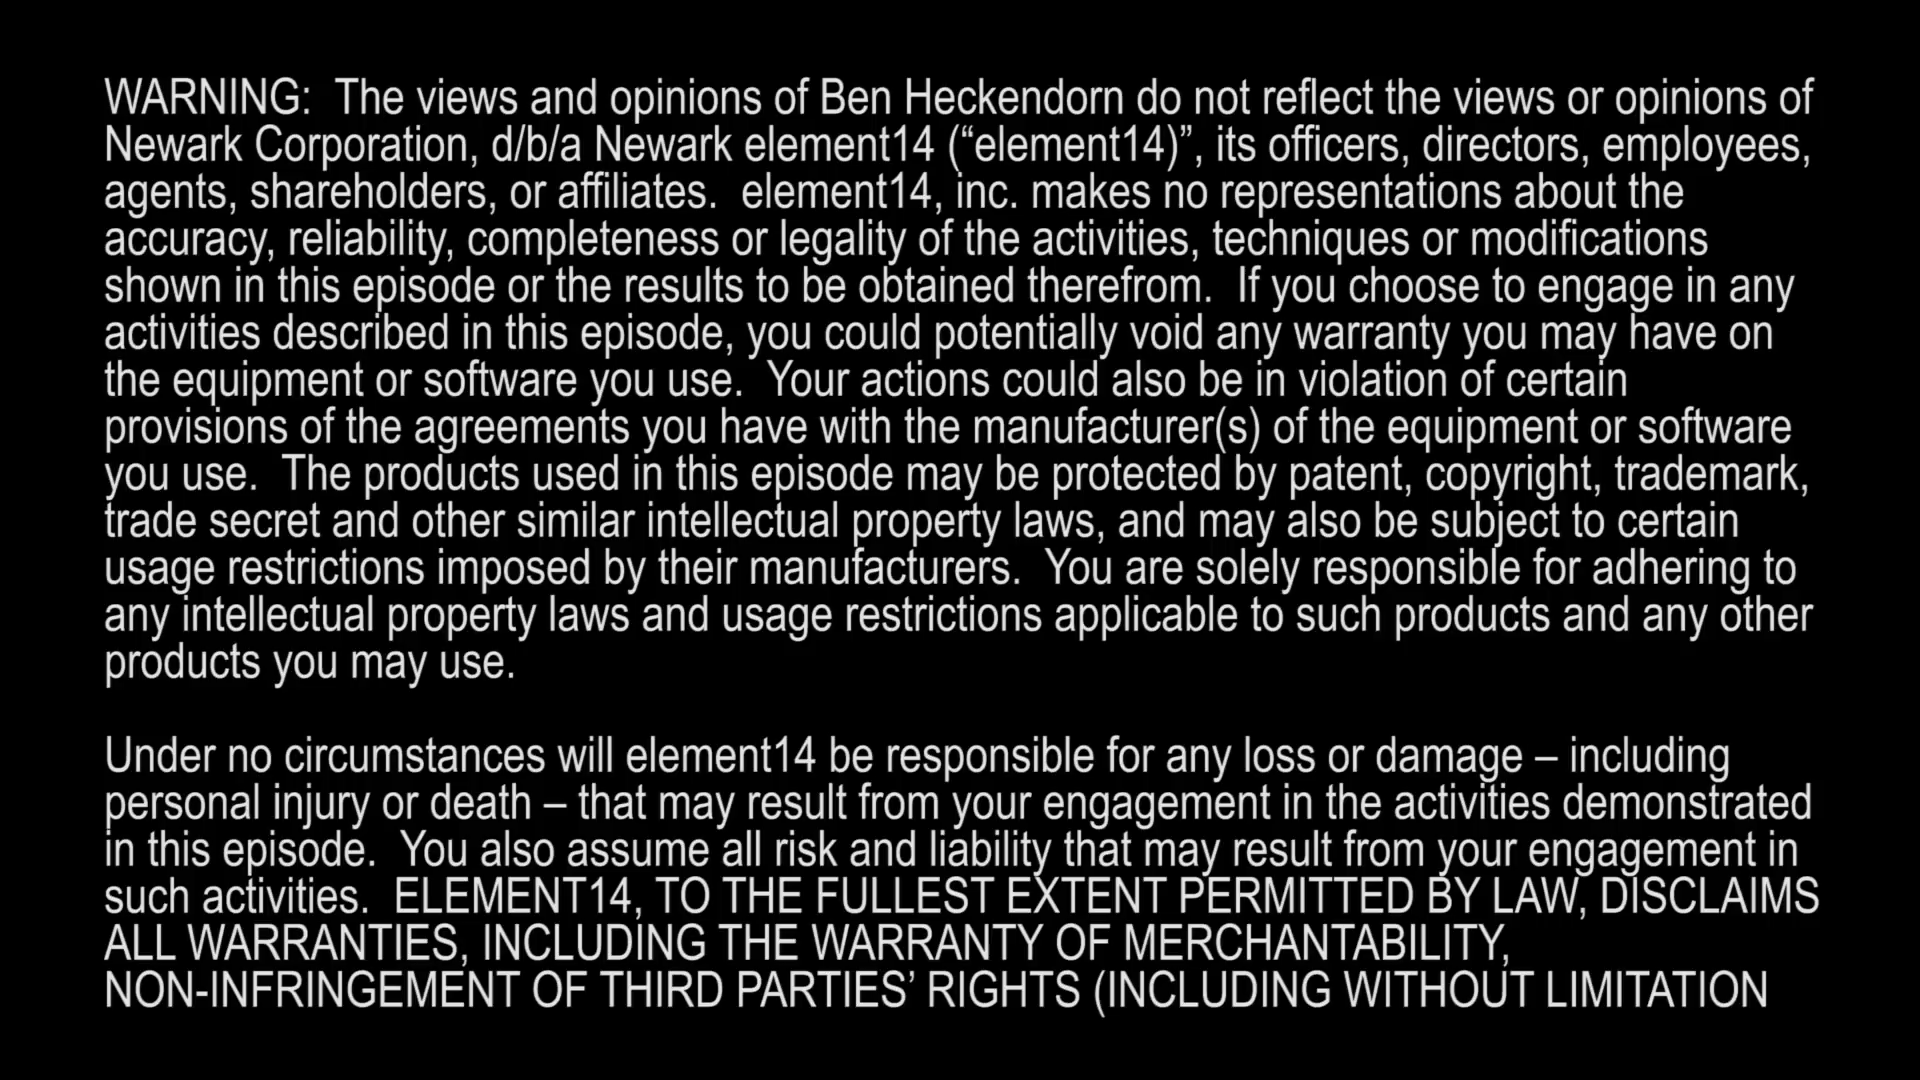 WARNING:  The views and opinions of Ben Heckendorn do not reflect the views or opinions of
Newark Corporation, d/b/a Newark element14 (“element14)”, its officers, directors, employees,
agents, shareholders, or affiliates.  element14, inc. makes no representations about the
accuracy, reliability, completeness or legality of the activities, techniques or modifications
shown in this episode or the results to be obtained therefrom.  If you choose to engage in any
activities described in this episode, you could potentially void any warranty you may have on
the equipment or software you use.  Your actions could also be in violation of certain
provisions of the agreements you have with the manufacturer(s) of the equipment or software
you use.  The products used in this episode may be protected by patent, copyright, trademark,
trade secret and other similar intellectual property laws, and may also be subject to certain
usage restrictions imposed by their manufacturers.  You are solely responsible for adhering to
any intellectual property laws and usage restrictions applicable to such products and any other
products you may use.
Under no circumstances will element14 be responsible for any loss or damage – including
personal injury or death – that may result from your engagement in the activities demonstrated
in this episode.  You also assume all risk and liability that may result from your engagement in
such activities.  ELEMENT14, TO THE FULLEST EXTENT PERMITTED BY LAW, DISCLAIMS
ALL WARRANTIES, INCLUDING THE WARRANTY OF MERCHANTABILITY,
NON-INFRINGEMENT OF THIRD PARTIES’ RIGHTS (INCLUDING WITHOUT LIMITATION